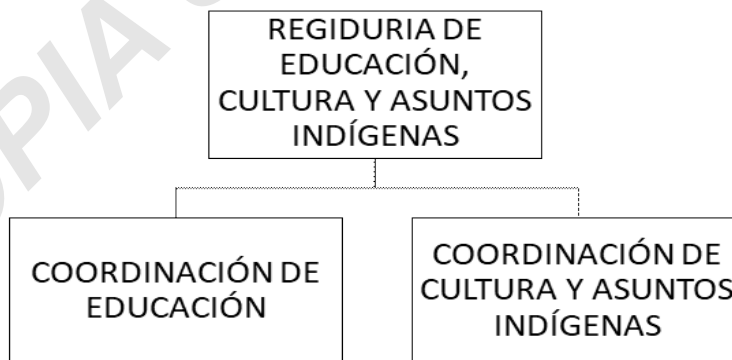 REGIDURIA DE
EDUCACIÓN,
CULTURA Y ASUNTOS
INDÍGENAS
COORDINACIÓN DE
EDUCACIÓN
COORDINACIÓN DE
CULTURA Y ASUNTOS
INDÍGENAS